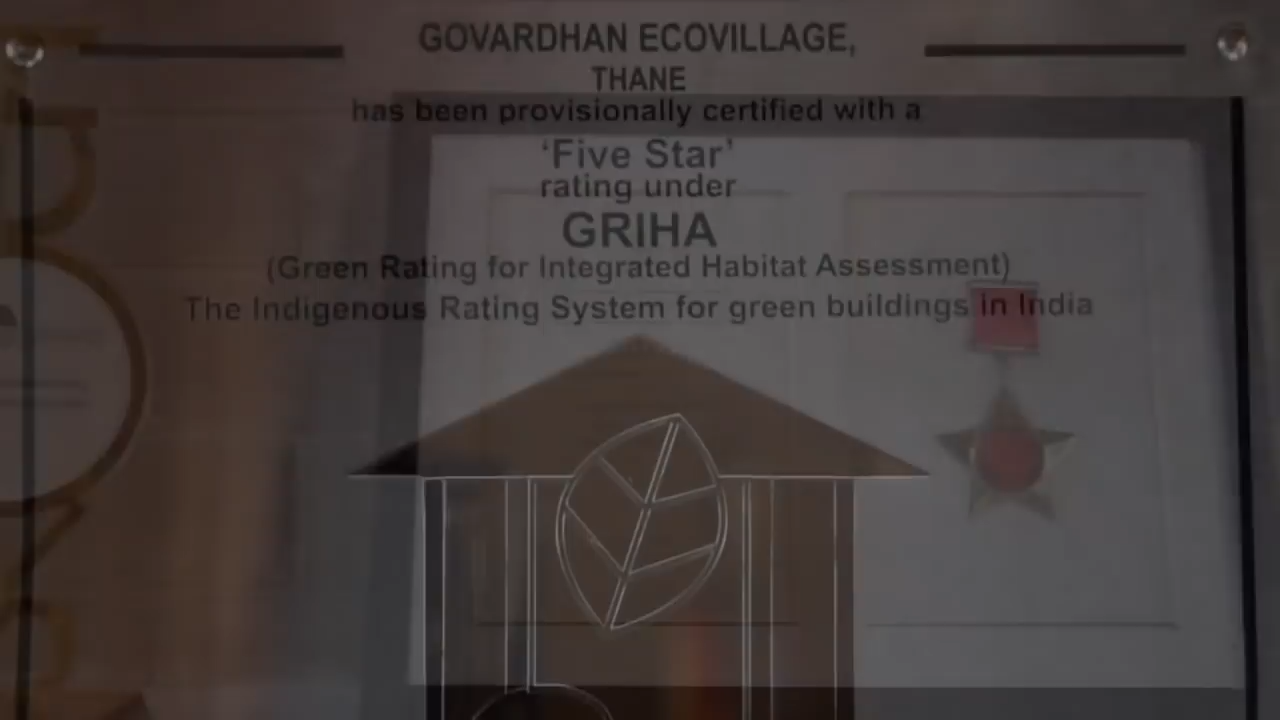 GOVARDHAN ECOVILLAGE,
THANE
has been provisionally certified with a
‘Five Star’
rating under
GRIHA
(Green Rating for Integrated Habitat Assessment)
The Indigenous Rating System for green buildings in India